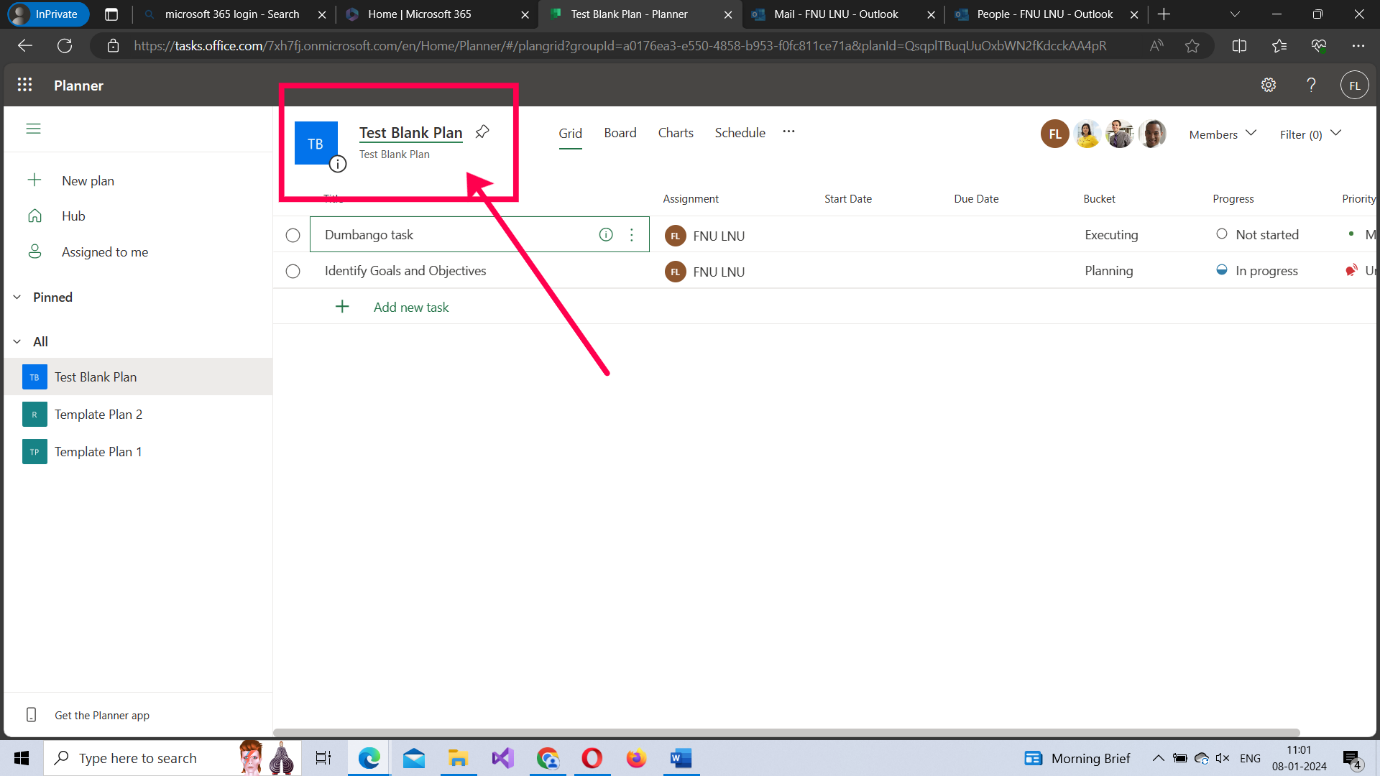 InPrivate
microsoft 365 login - Search
Home | Microsoft 365
Test Blank Plan - Planner
Mail - FNU LNU - Outlook
People - FNU LNU - Outlook
https://tasks.office.com/7xh7fj.onmicrosoft.com/en/Home/Planner/#/plangrid?groupId=a0176ea3-e550-4858-b953-f0fc811ce71a&planId=QsqplTBuqUuOxbWN2fKdcckAA4pR
Planner
FL
TB
Test Blank Plan
Test Blank Plan
Grid Board Charts Schedule
FL
Members
Filter (0)
New plan
Hub
Assigned to me
Pinned
All
TB Test Blank Plan
R Template Plan 2
TP Template Plan 1
Get the Planner app
Title Assignment Start Date Due Date Bucket Progress Priority
Dumbango task FL FNU LNU Executing Not started M
Identify Goals and Objectives FL FNU LNU Planning In progress Ur
Add new task
Type here to search
Morning Brief
ENG
11:01
08-01-2024
4